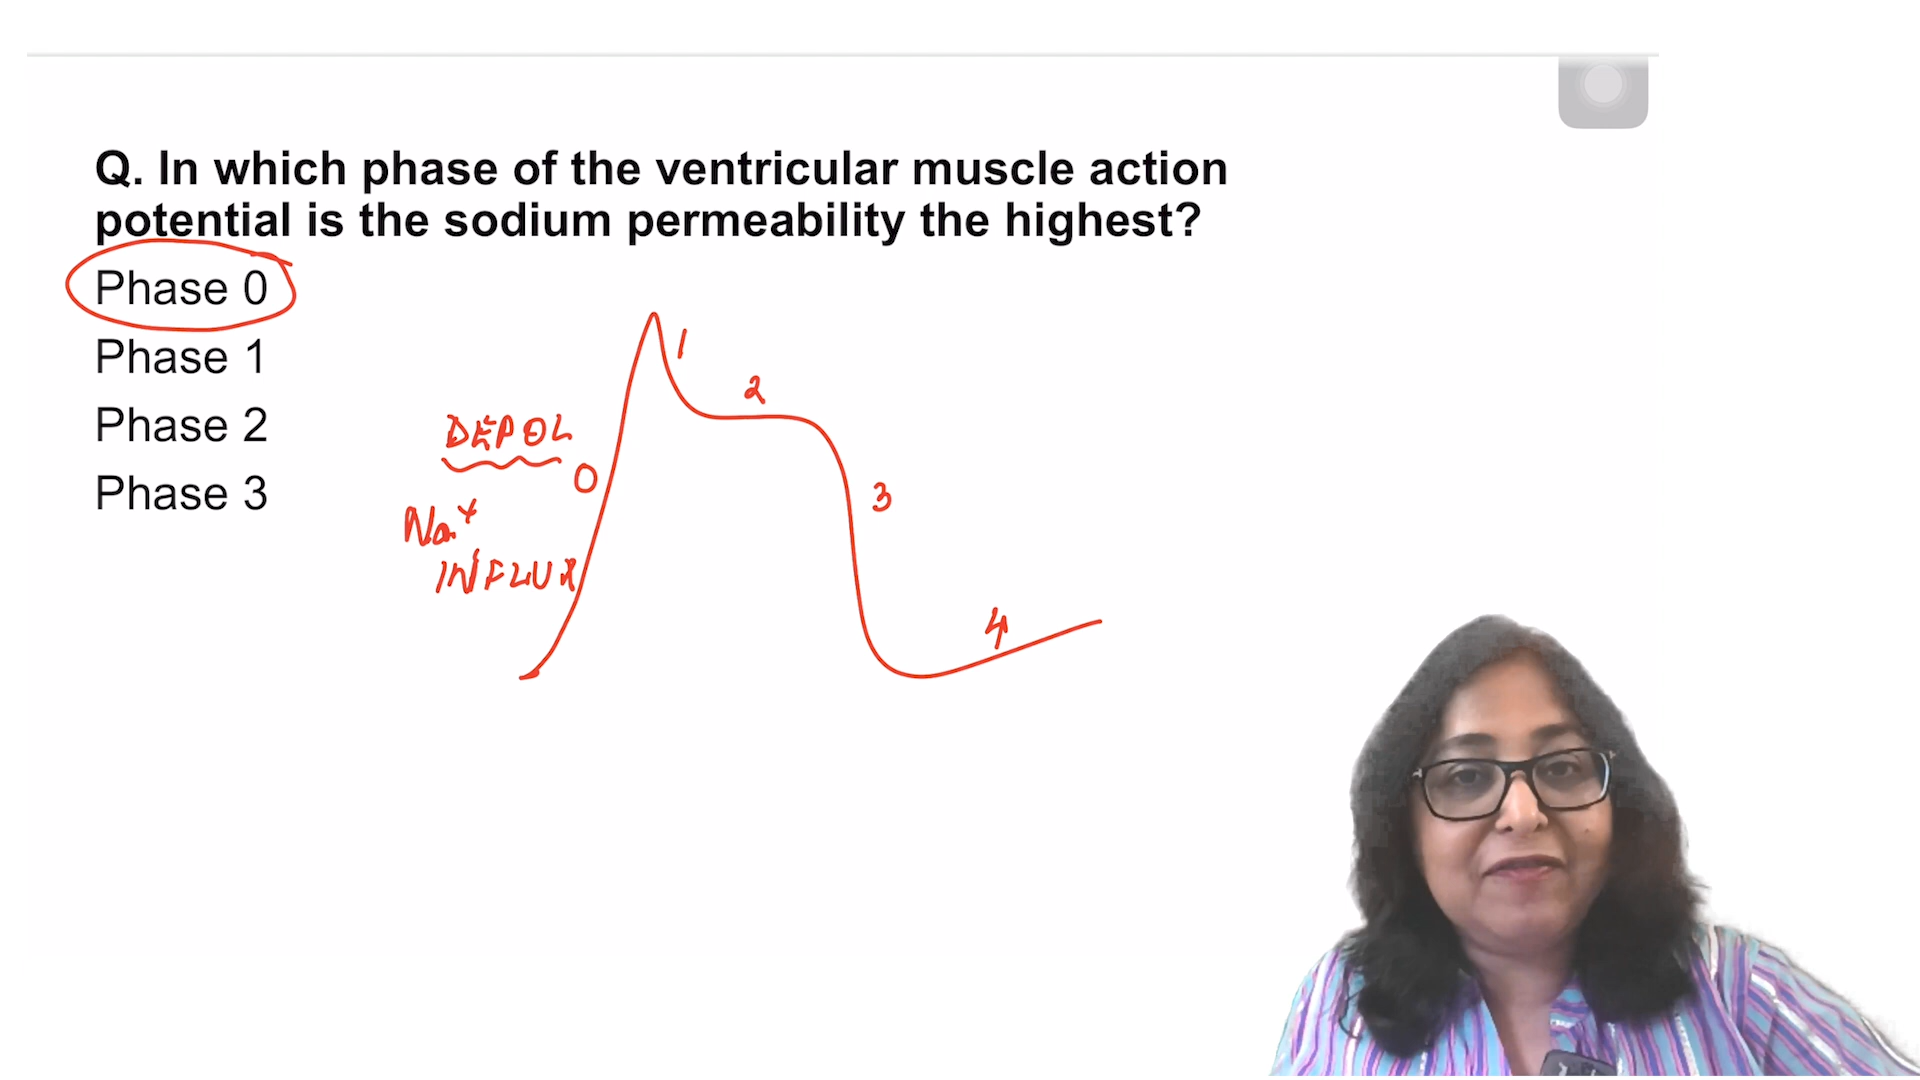 Q. In which phase of the ventricular muscle action
potential is the sodium permeability the highest?
Phase 0
Phase 1
Phase 2
Phase 3
1
2
DEPOL
0
3
Na+
INFLUX
4